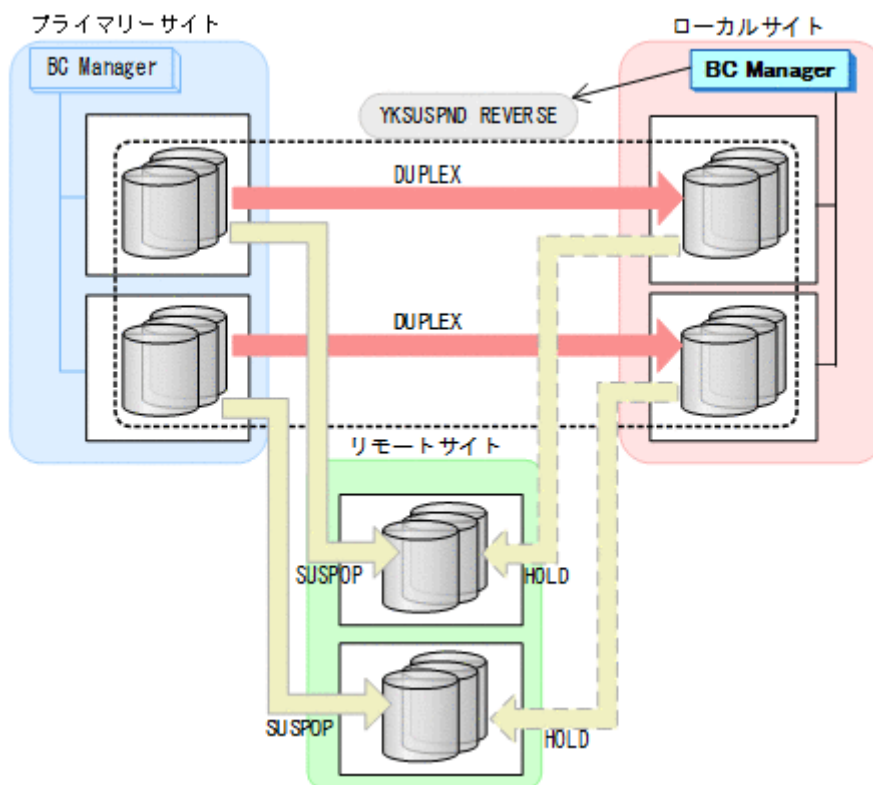 プライマリーサイト
ローカルサイト
BC Manager
BC Manager
YKSUSPND REVERSE
DUPLEX
DUPLEX
リモートサイト
SUSPOP
HOLD
SUSPOP
HOLD